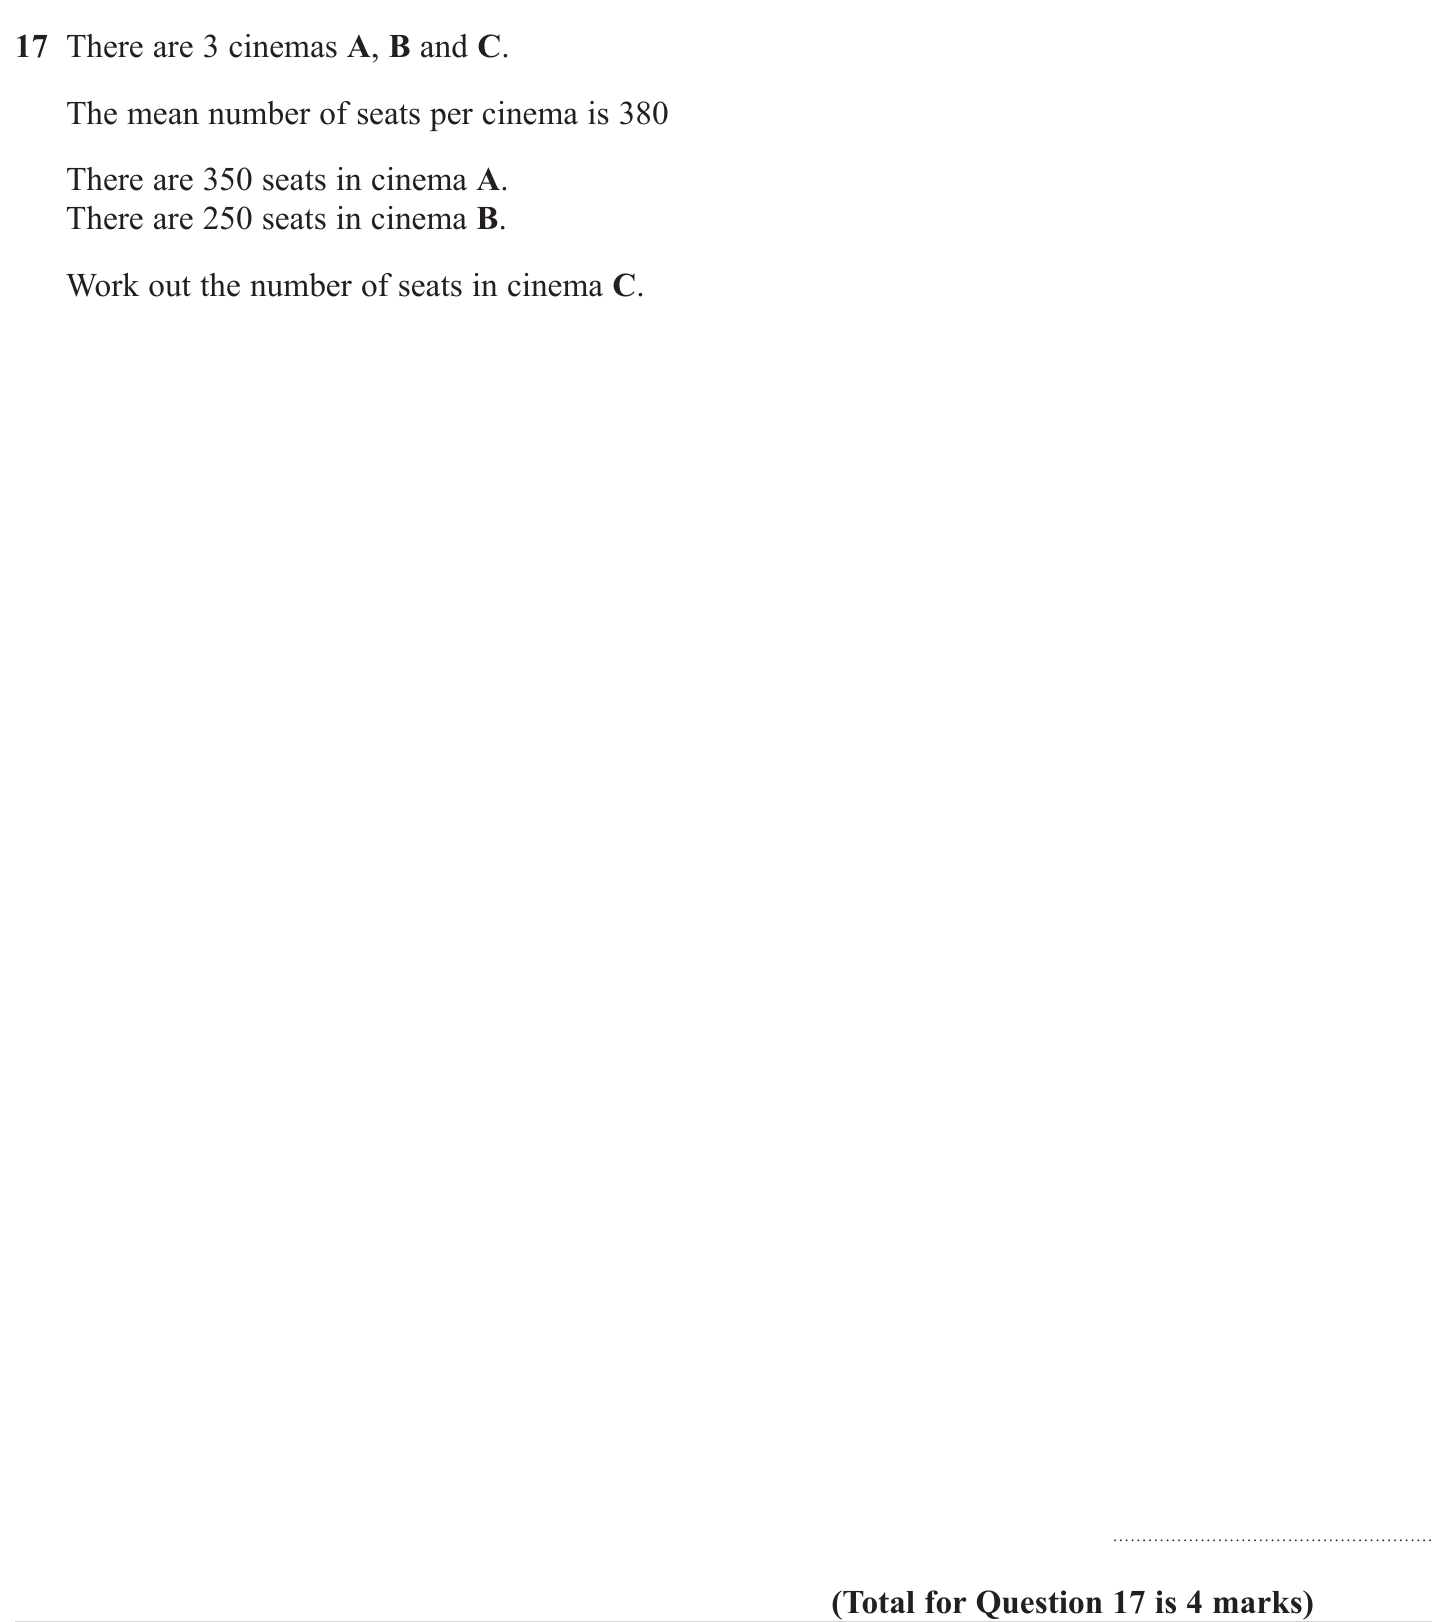 17 There are 3 cinemas A, B and C.
The mean number of seats per cinema is 380
There are 350 seats in cinema A.
There are 250 seats in cinema B.
Work out the number of seats in cinema C.
(Total for Question 17 is 4 marks)